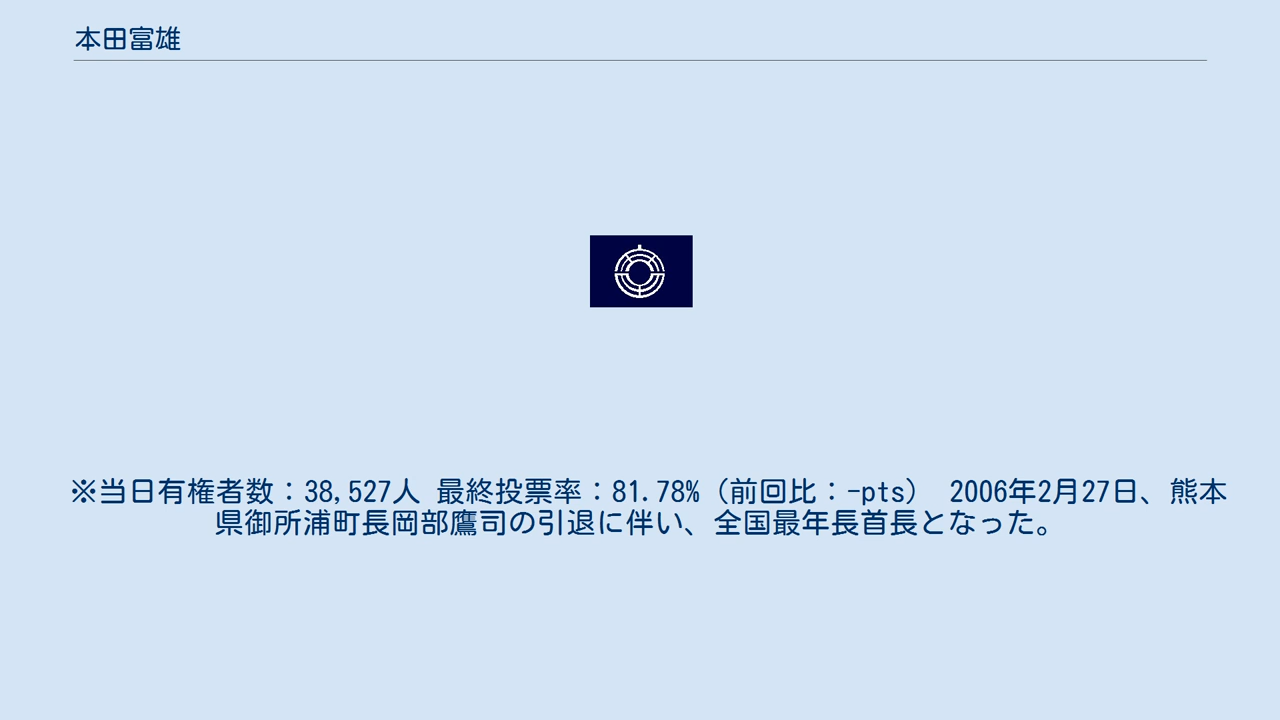 本田富雄
※当日有権者数：38,527人 最終投票率：81.78%（前回比：-pts） 2006年2月27日、熊本
県御所浦町長岡部鷹司の引退に伴い、全国最年長首長となった。